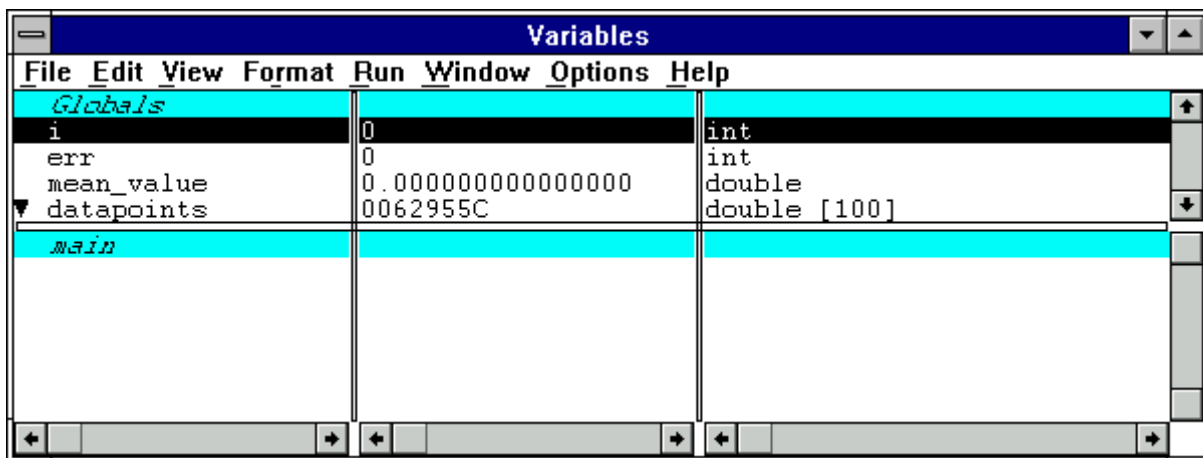 Variables
File Edit View Format Run Window Options Help
Globals
i 0 int
err 0 int
mean_value 0.000000000000000 double
datapoints 0062955C double [100]
main